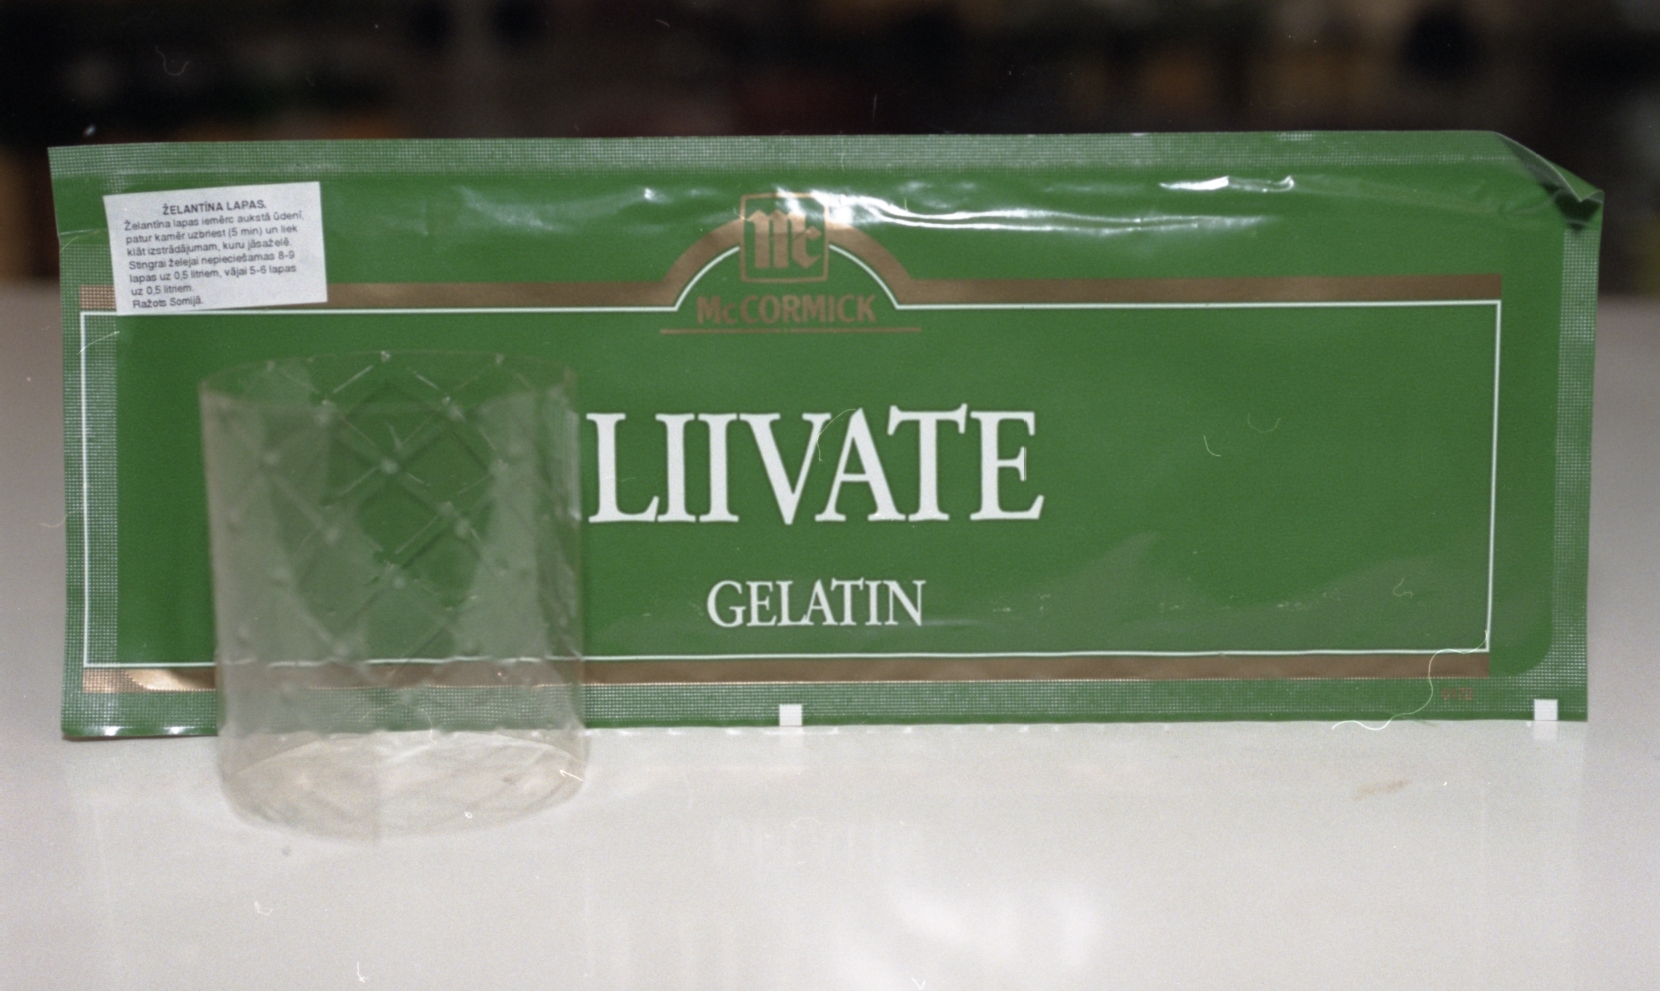 ŽELANTĪNA LAPAS.
Želantīna lapas iemērc aukstā ūdenī,
patur kamēr uzbriest (5 min) un liek
klāt izstrādājumam, kuru jāsaželē.
Stingrai želejai nepieciešamas 8-9
lapas uz 0,5 litriem, vājai 5-6 lapas
uz 0,5 litriem.
Ražots Somijā.
Mc
McCORMICK
LIIVATE
GELATIN